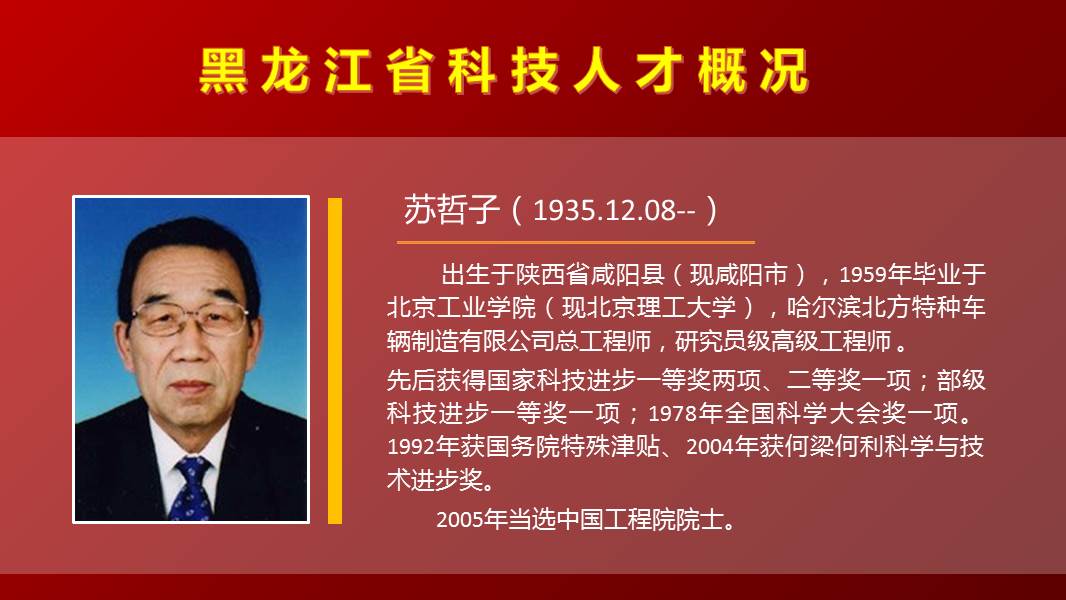 黑龙江省科技人才概况
苏哲子（1935.12.08--）
出生于陕西省咸阳县（现咸阳市），1959年毕业于
北京工业学院（现北京理工大学），哈尔滨北方特种车
辆制造有限公司总工程师，研究员级高级工程师 。
先后获得国家科技进步一等奖两项、二等奖一项；部级
科技进步一等奖一项；1978年全国科学大会奖一项。
1992年获国务院特殊津贴、2004年获何梁何利科学与技
术进步奖。
2005年当选中国工程院院士。